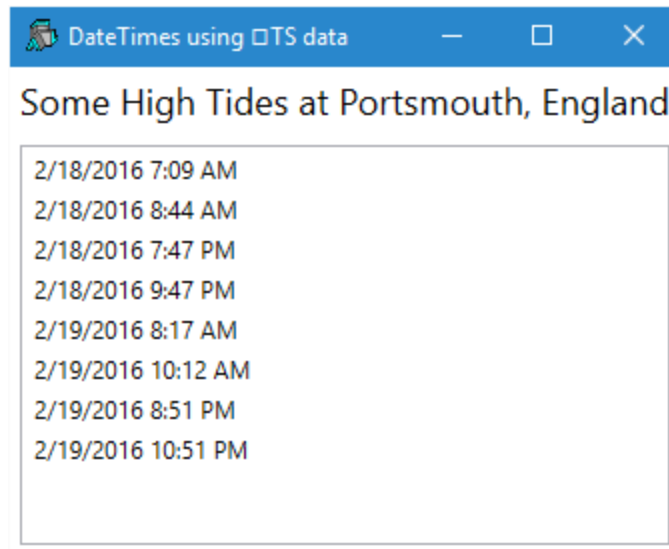 DateTimes using □TS data
Some High Tides at Portsmouth, England
2/18/2016 7:09 AM
2/18/2016 8:44 AM
2/18/2016 7:47 PM
2/18/2016 9:47 PM
2/19/2016 8:17 AM
2/19/2016 10:12 AM
2/19/2016 8:51 PM
2/19/2016 10:51 PM